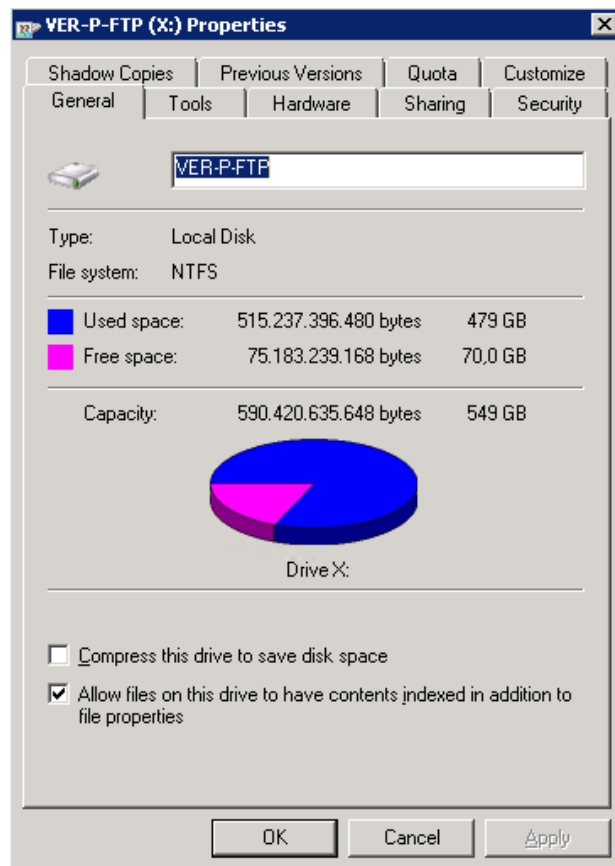 VER-P-FTP (X:) Properties
Shadow Copies Previous Versions Quota Customize
General Tools Hardware Sharing Security
VER-P-FTP
Type: Local Disk
File system: NTFS
Used space: 515.237.396.480 bytes 479 GB
Free space: 75.183.239.168 bytes 70,0 GB
Capacity: 590.420.635.648 bytes 549 GB
Drive X:
Compress this drive to save disk space
Allow files on this drive to have contents indexed in addition to
file properties
OK Cancel Apply